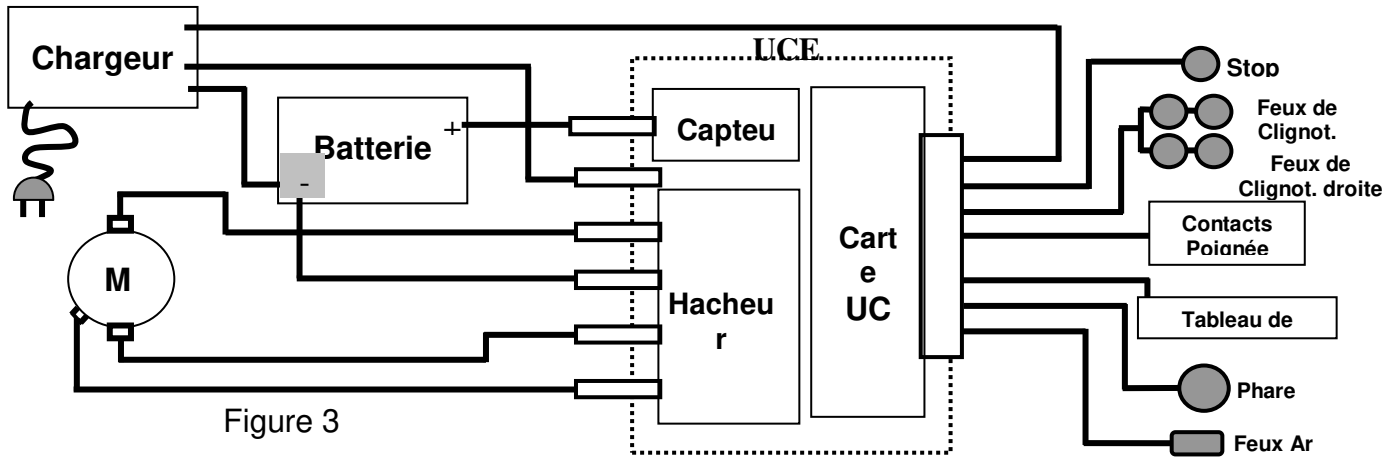 UCE
Chargeur
Stop
Capteu
Feux de
Clignot.
Batterie
+
-
Feux de
Clignot. droite
Contacts
Poignée
Cart
e
UC
M
Hacheu
r
Tableau de
Phare
Figure 3
Feux Ar